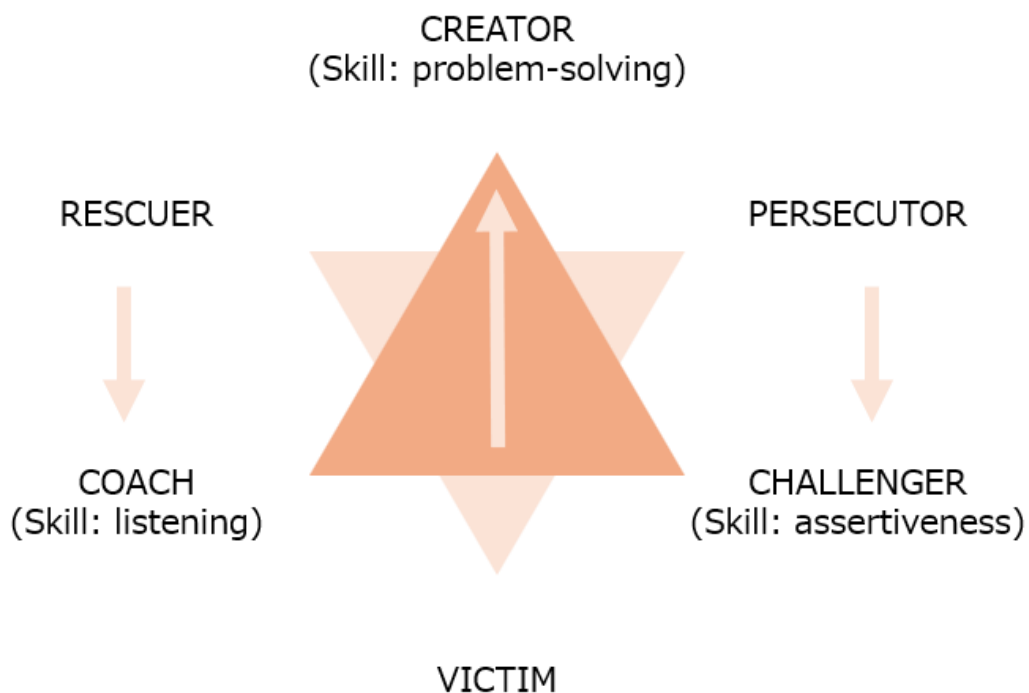 CREATOR
(Skill: problem-solving)
RESCUER
PERSECUTOR
COACH
(Skill: listening)
CHALLENGER
(Skill: assertiveness)
VICTIM